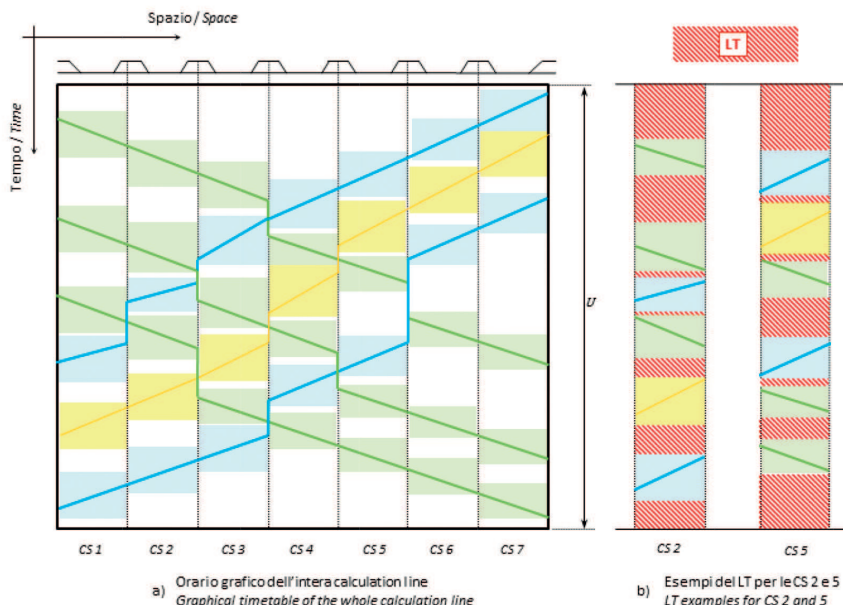 Spazio / Space
LT
Tempo / Time
U
CS 1 CS 2 CS 3 CS 4 CS 5 CS 6 CS 7
CS 2 CS 5
a) Orario grafico dell'intera calculation line
Graphical timetable of the whole calculation line
b) Esempi del LT per le CS 2 e 5
LT examples for CS 2 and 5